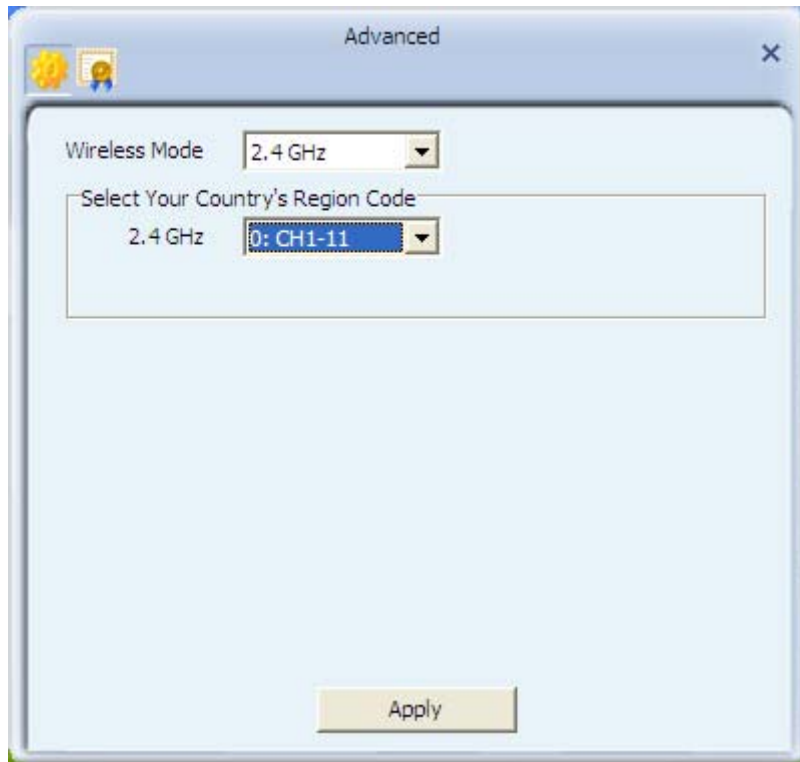 Advanced
Wireless Mode 2.4 GHz
Select Your Country's Region Code
2.4 GHz 0: CH1-11
Apply